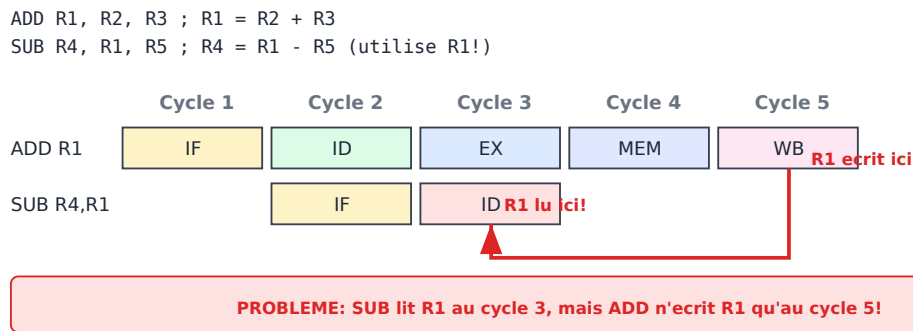 ADD R1, R2, R3 ; R1 = R2 + R3
SUB R4, R1, R5 ; R4 = R1 - R5 (utilise R1!)
Cycle 1 Cycle 2 Cycle 3 Cycle 4 Cycle 5
ADD R1 IF ID EX MEM WB R1 ecrit ici
SUB R4,R1 IF ID R1 lu ici!
PROBLEME: SUB lit R1 au cycle 3, mais ADD n'ecrit R1 qu'au cycle 5!